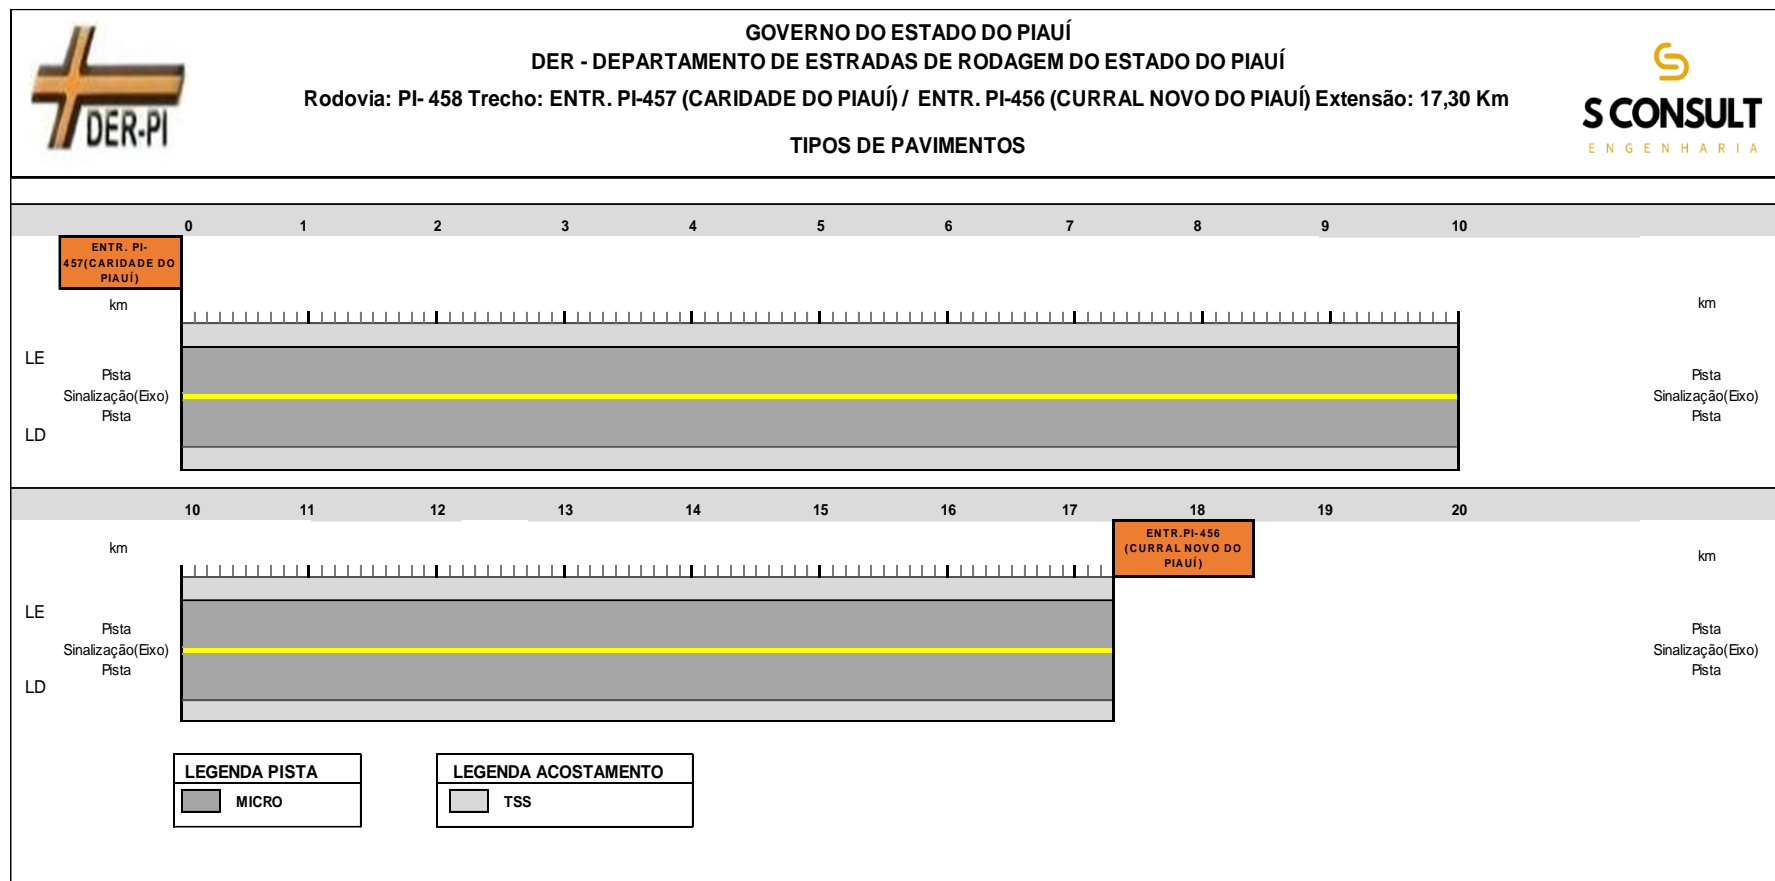 GOVERNO DO ESTADO DO PIAUÍ
DER - DEPARTAMENTO DE ESTRADAS DE RODAGEM DO ESTADO DO PIAUÍ
Rodovia: PI- 458 Trecho: ENTR. PI-457 (CARIDADE DO PIAUÍ) / ENTR. PI-456 (CURRAL NOVO DO PIAUÍ) Extensão: 17,30 Km
TIPOS DE PAVIMENTOS
DER-PI
S CONSULT
ENGENHARIA
0 1 2 3 4 5 6 7 8 9 10
ENTR. PI-
457(CARIDADE DO
PIAUÍ)
km km
LE
Pista Pista
Sinalização(Eixo) Sinalização(Eixo)
Pista Pista
LD
10 11 12 13 14 15 16 17 18 19 20
ENTR.PI-456
(CURRAL NOVO DO
PIAUÍ)
km km
LE
Pista Pista
Sinalização(Eixo) Sinalização(Eixo)
Pista Pista
LD
LEGENDA PISTA
MICRO
LEGENDA ACOSTAMENTO
TSS